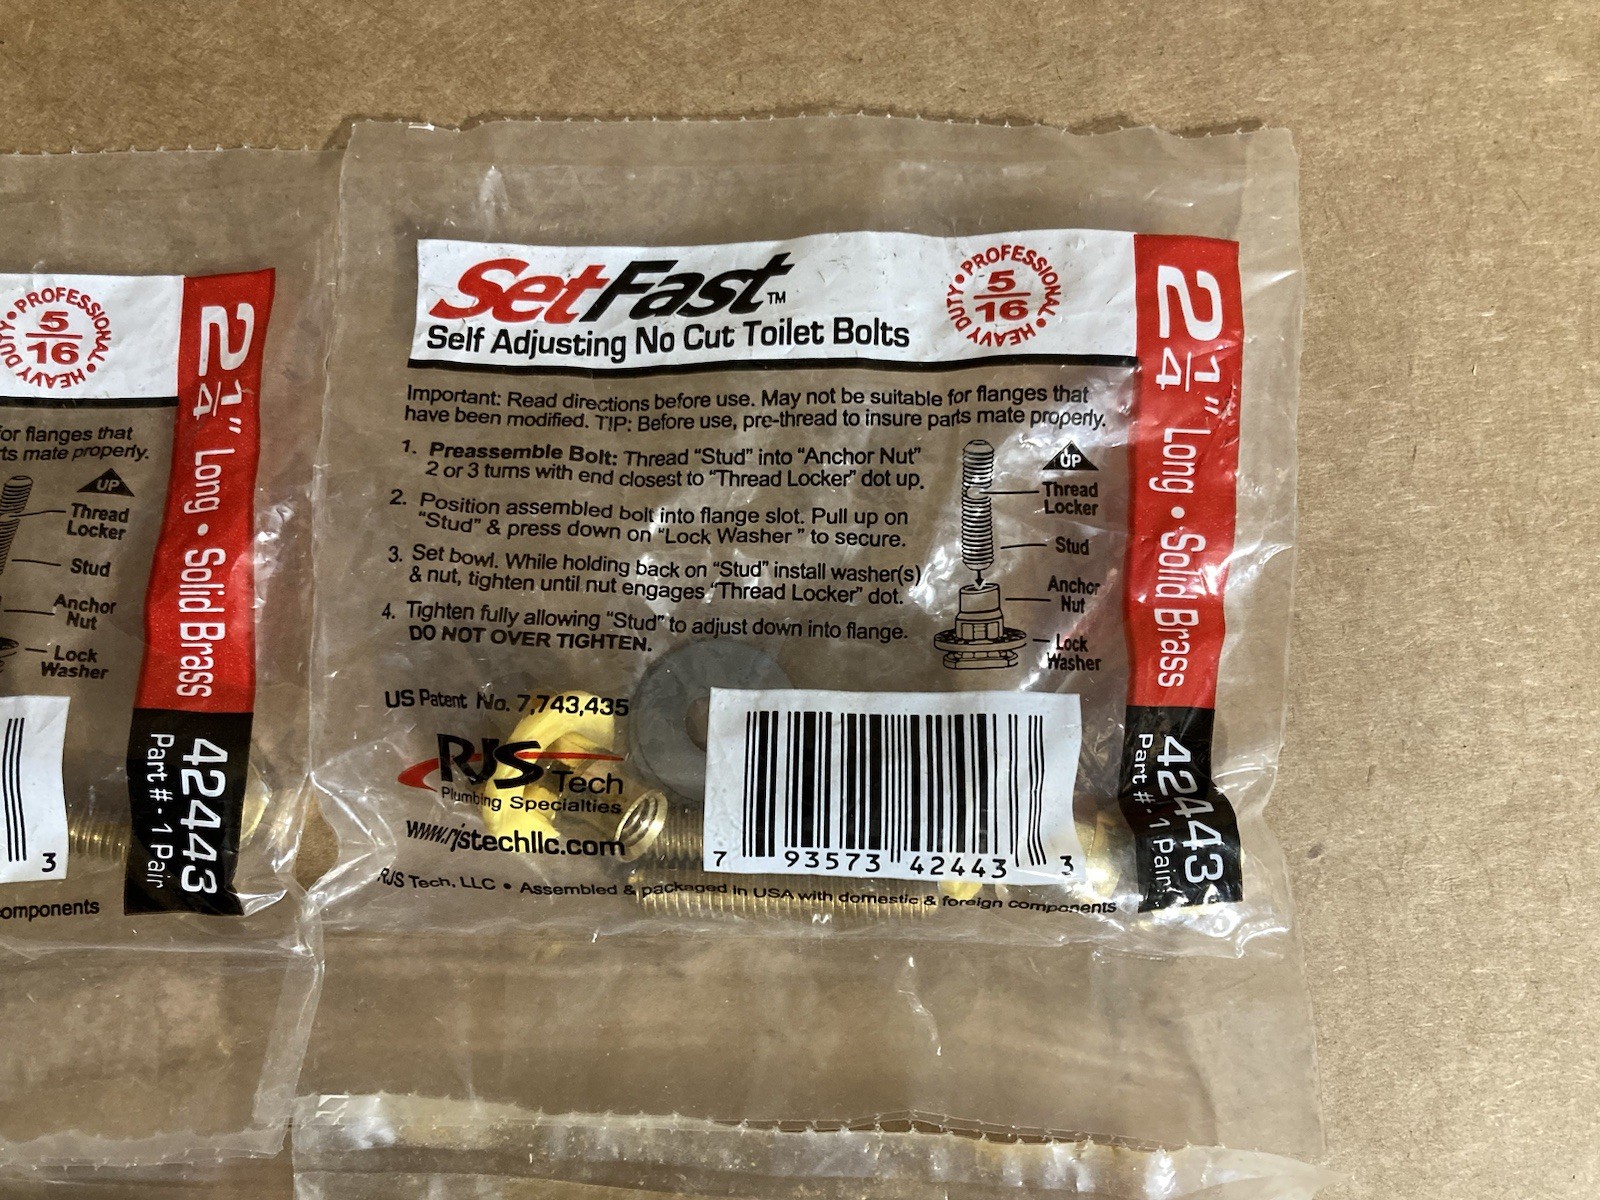 PROFESSIONAL • HEAVY DUTY •
5/16
2 1/4" Long • Solid Brass
42443
Part # - 1 Pair
or flanges that
ts mate properly.
UP
Thread
Locker
Stud
Anchor
Nut
Lock
Washer
3
omponents
SetFast™
Self Adjusting No Cut Toilet Bolts
PROFESSIONAL • HEAVY DUTY •
5/16
2 1/4" Long • Solid Brass
42443
Part # - 1 Pair
Important: Read directions before use. May not be suitable for flanges that
have been modified. TIP: Before use, pre-thread to insure parts mate properly.
1. Preassemble Bolt: Thread "Stud" into "Anchor Nut"
2 or 3 turns with end closest to "Thread Locker" dot up.
2. Position assembled bolt into flange slot. Pull up on
"Stud" & press down on "Lock Washer " to secure.
3. Set bowl. While holding back on "Stud" install washer(s)
& nut, tighten until nut engages "Thread Locker" dot.
4. Tighten fully allowing "Stud" to adjust down into flange.
DO NOT OVER TIGHTEN.
UP
Thread
Locker
Stud
Anchor
Nut
Lock
Washer
US Patent No. 7,743,435
RJS Tech
Plumbing Specialties
www.rjstechllc.com
7 93573 42443 3
RJS Tech, LLC • Assembled & packaged in USA with domestic & foreign components